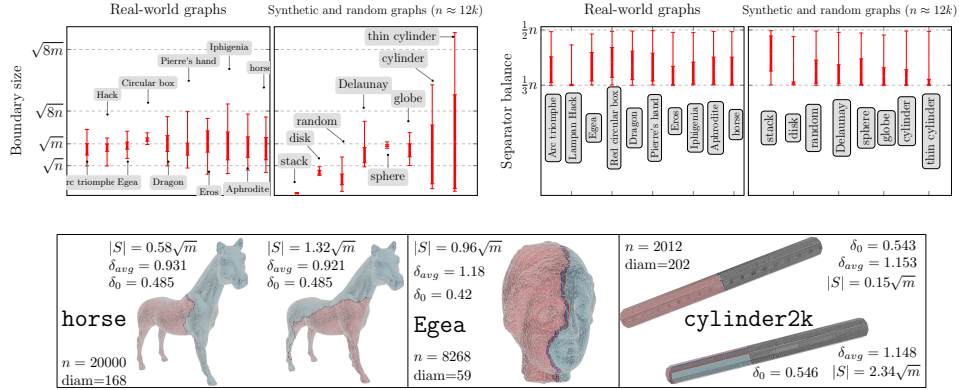 Real-world graphs
Synthetic and random graphs (n ≈ 12k)
Boundary size
√8m
√8n
√m
√n
Hack
Circular box
Pierre's hand
Iphigenia
horse
rc triomphe
Egea
Dragon
Eros
Aphrodite
stack
disk
random
Delaunay
sphere
globe
cylinder
thin cylinder
Real-world graphs
Synthetic and random graphs (n ≈ 12k)
Separator balance
½n
⅓n
Arc triomphe
Lampan Hack
Egea
Red circular box
Dragon
Pierre's hand
Eros
Iphigenia
Aphrodite
horse
stack
disk
random
Delaunay
sphere
globe
cylinder
thin cylinder
|S| = 0.58√m
δavg = 0.931
δ0 = 0.485
|S| = 1.32√m
δavg = 0.921
δ0 = 0.485
horse
n = 20000
diam=168
|S| = 0.96√m
δavg = 1.18
δ0 = 0.42
Egea
n = 8268
diam=59
n = 2012
diam=202
δ0 = 0.543
δavg = 1.153
|S| = 0.15√m
cylinder2k
δ0 = 0.546
δavg = 1.148
|S| = 2.34√m